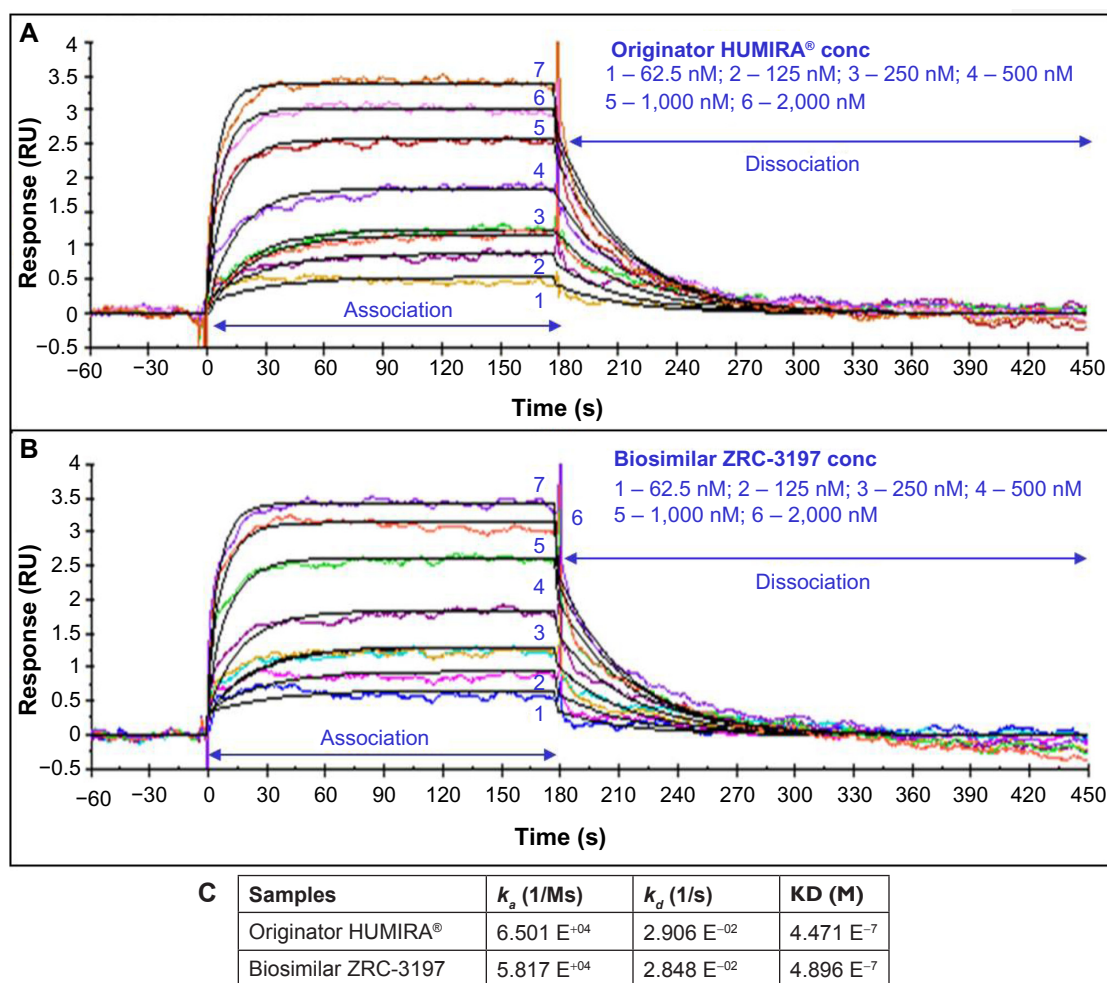 A
Originator HUMIRA® conc
1 – 62.5 nM; 2 – 125 nM; 3 – 250 nM; 4 – 500 nM
5 – 1,000 nM; 6 – 2,000 nM
Response (RU)
4
3.5
3
2.5
2
1.5
1
0.5
0
−0.5
7
6
5
4
3
2
1
Association
Dissociation
−60 −30 0 30 60 90 120 150 180 210 240 270 300 330 360 390 420 450
Time (s)
B
Biosimilar ZRC-3197 conc
1 – 62.5 nM; 2 – 125 nM; 3 – 250 nM; 4 – 500 nM
5 – 1,000 nM; 6 – 2,000 nM
Response (RU)
4
3.5
3
2.5
2
1.5
1
0.5
0
−0.5
7
6
5
4
3
2
1
Association
Dissociation
−60 −30 0 30 60 90 120 150 180 210 240 270 300 330 360 390 420 450
Time (s)
C
Samples k_a (1/Ms) k_d (1/s) KD (M)
Originator HUMIRA® 6.501 E+04 2.906 E−02 4.471 E−7
Biosimilar ZRC-3197 5.817 E+04 2.848 E−02 4.896 E−7